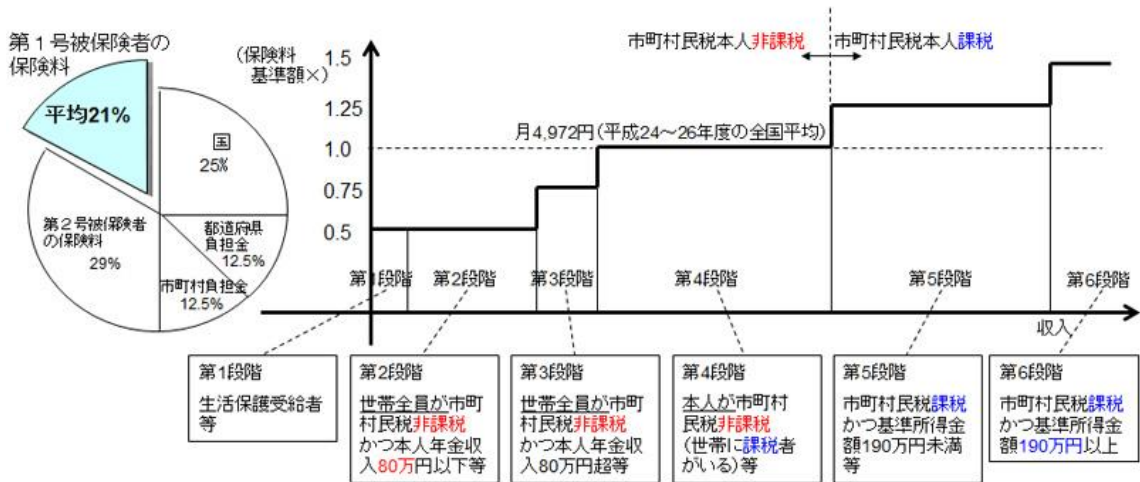 第１号被保険者の
保険料
平均21%
国
25%
都道府県
負担金
12.5%
市町村負担金
12.5%
第２号被保険者
の保険料
29%
(保険料
基準額×)
1.5
1.25
1.0
0.75
0.5
市町村民税本人非課税
市町村民税本人課税
月4,972円(平成24～26年度の全国平均)
第1段階
第2段階
第3段階
第4段階
第5段階
第6段階
収入
第1段階
生活保護受給者
等
第2段階
世帯全員が市町
村民税非課税
かつ本人年金収
入80万円以下等
第3段階
世帯全員が市町
村民税非課税
かつ本人年金収
入80万円超等
第4段階
本人が市町村
民税非課税
(世帯に課税者
がいる)等
第5段階
市町村民税課税
かつ基準所得金
額190万円未満
等
第6段階
市町村民税課税
かつ基準所得金
額190万円以上